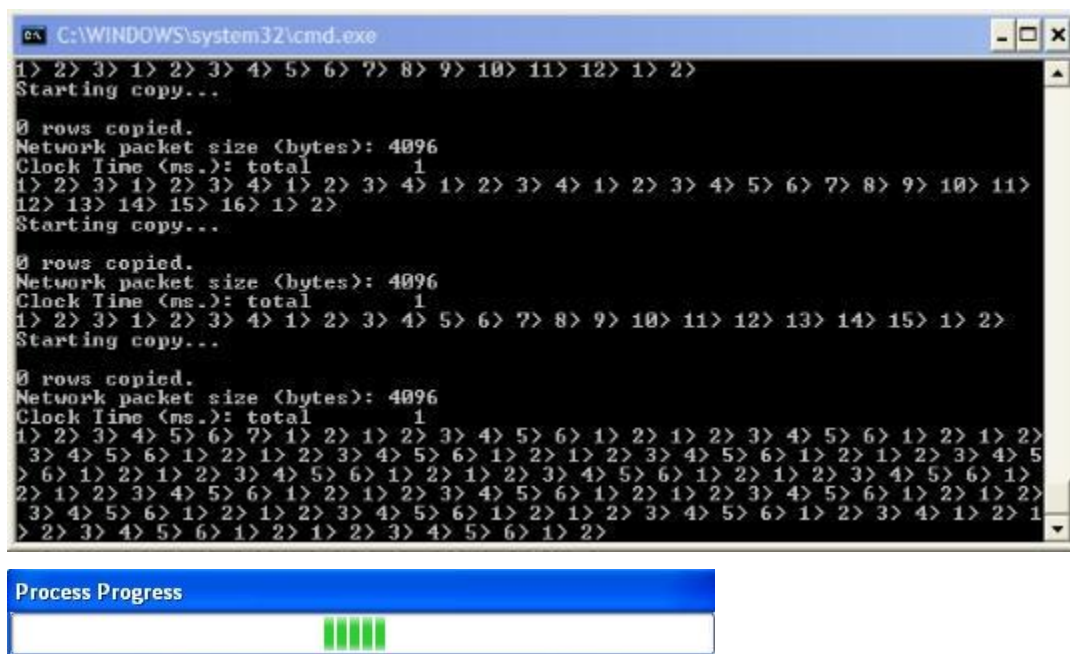 C:\WINDOWS\system32\cmd.exe
1> 2> 3> 1> 2> 3> 4> 5> 6> 7> 8> 9> 10> 11> 12> 1> 2>
Starting copy...
0 rows copied.
Network packet size (bytes): 4096
Clock Time (ms.): total 1
1> 2> 3> 1> 2> 3> 4> 1> 2> 3> 4> 1> 2> 3> 4> 1> 2> 3> 4> 5> 6> 7> 8> 9> 10> 11>
12> 13> 14> 15> 16> 1> 2>
Starting copy...
0 rows copied.
Network packet size (bytes): 4096
Clock Time (ms.): total 1
1> 2> 3> 1> 2> 3> 4> 1> 2> 3> 4> 5> 6> 7> 8> 9> 10> 11> 12> 13> 14> 15> 1> 2>
Starting copy...
0 rows copied.
Network packet size (bytes): 4096
Clock Time (ms.): total 1
1> 2> 3> 4> 5> 6> 7> 1> 2> 1> 2> 3> 4> 5> 6> 1> 2> 1> 2> 3> 4> 5> 6> 1> 2> 1> 2>
3> 4> 5> 6> 1> 2> 1> 2> 3> 4> 5> 6> 1> 2> 1> 2> 3> 4> 5> 6> 1> 2> 1> 2> 3> 4> 5
> 6> 1> 2> 1> 2> 3> 4> 5> 6> 1> 2> 1> 2> 3> 4> 5> 6> 1> 2> 1> 2> 3> 4> 5> 6> 1>
2> 1> 2> 3> 4> 5> 6> 1> 2> 1> 2> 3> 4> 5> 6> 1> 2> 1> 2> 3> 4> 5> 6> 1> 2> 1> 2>
3> 4> 5> 6> 1> 2> 1> 2> 3> 4> 5> 6> 1> 2> 1> 2> 3> 4> 5> 6> 1> 2> 3> 4> 1> 2> 1
> 2> 3> 4> 5> 6> 1> 2> 1> 2> 3> 4> 5> 6> 1> 2>
Process Progress